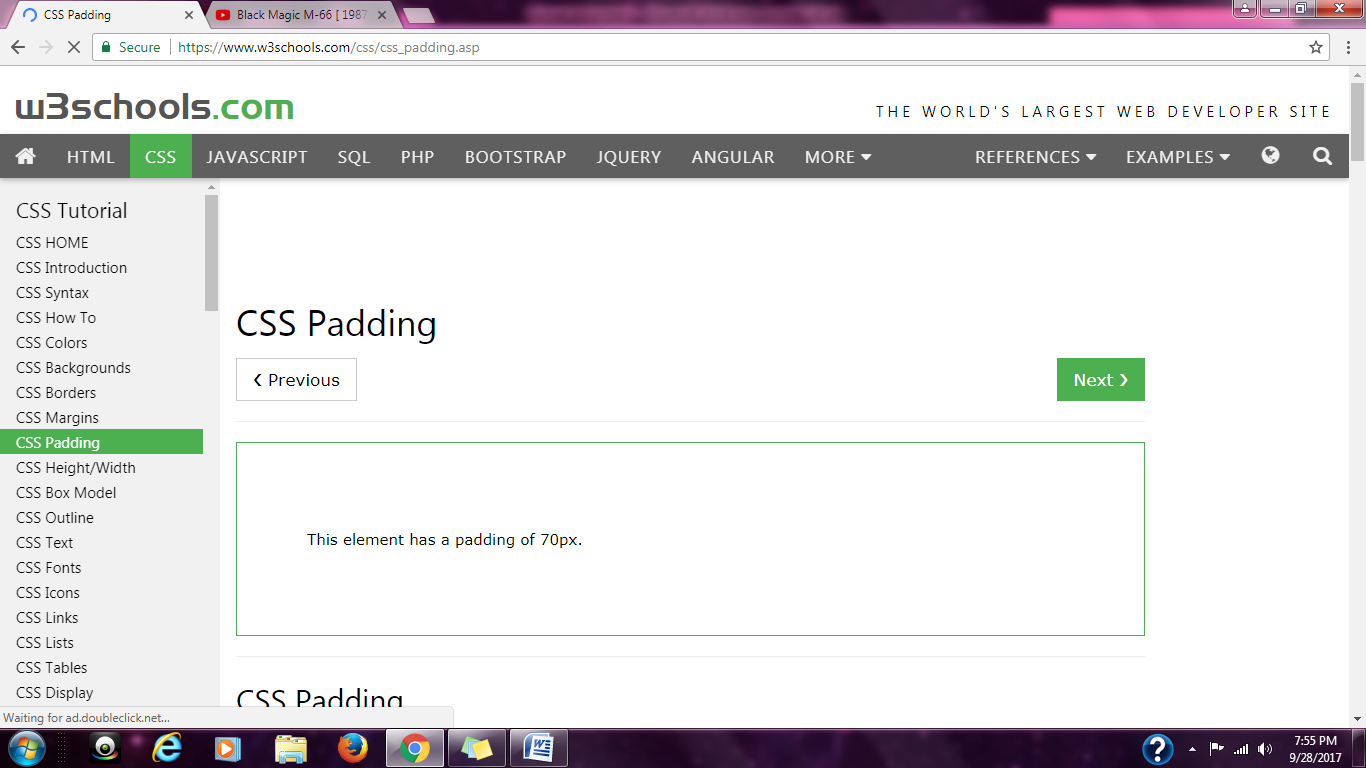 CSS Padding
Black Magic M-66 [ 1987
Secure
https://www.w3schools.com/css/css_padding.asp
w3schools.com
THE WORLD'S LARGEST WEB DEVELOPER SITE
HTML CSS JAVASCRIPT SQL PHP BOOTSTRAP JQUERY ANGULAR MORE REFERENCES EXAMPLES
CSS Tutorial
CSS HOME
CSS Introduction
CSS Syntax
CSS How To
CSS Colors
CSS Backgrounds
CSS Borders
CSS Margins
CSS Padding
CSS Height/Width
CSS Box Model
CSS Outline
CSS Text
CSS Fonts
CSS Icons
CSS Links
CSS Lists
CSS Tables
CSS Display
CSS Padding
❮ Previous
Next ❯
This element has a padding of 70px.
CSS Padding
Waiting for ad.doubleclick.net...
7:55 PM
9/28/2017